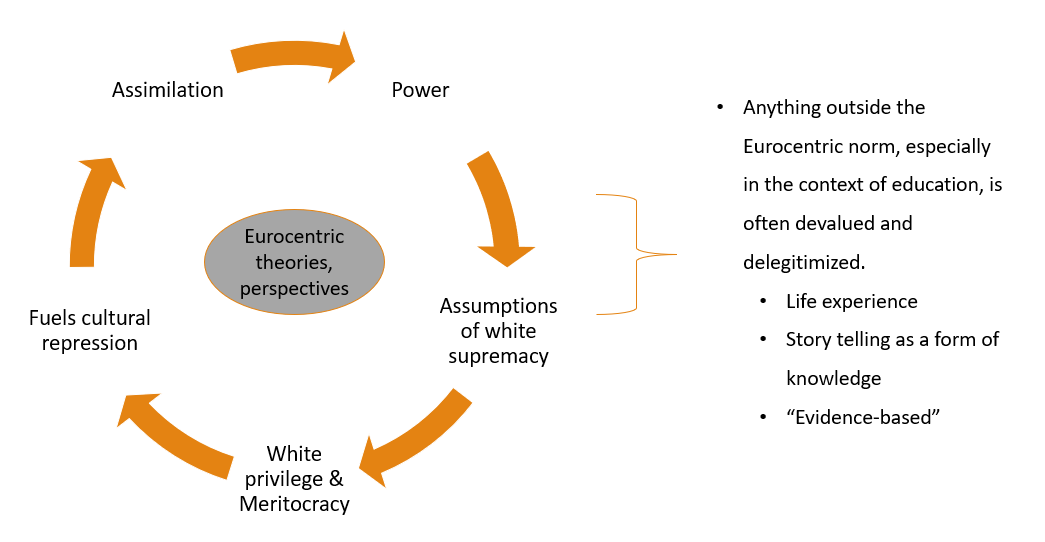 Assimilation
Power
Eurocentric
theories,
perspectives
Assumptions
of white
supremacy
White
privilege &
Meritocracy
Fuels cultural
repression
• Anything outside the
Eurocentric norm, especially
in the context of education, is
often devalued and
delegitimized.
• Life experience
• Story telling as a form of
knowledge
• “Evidence-based”